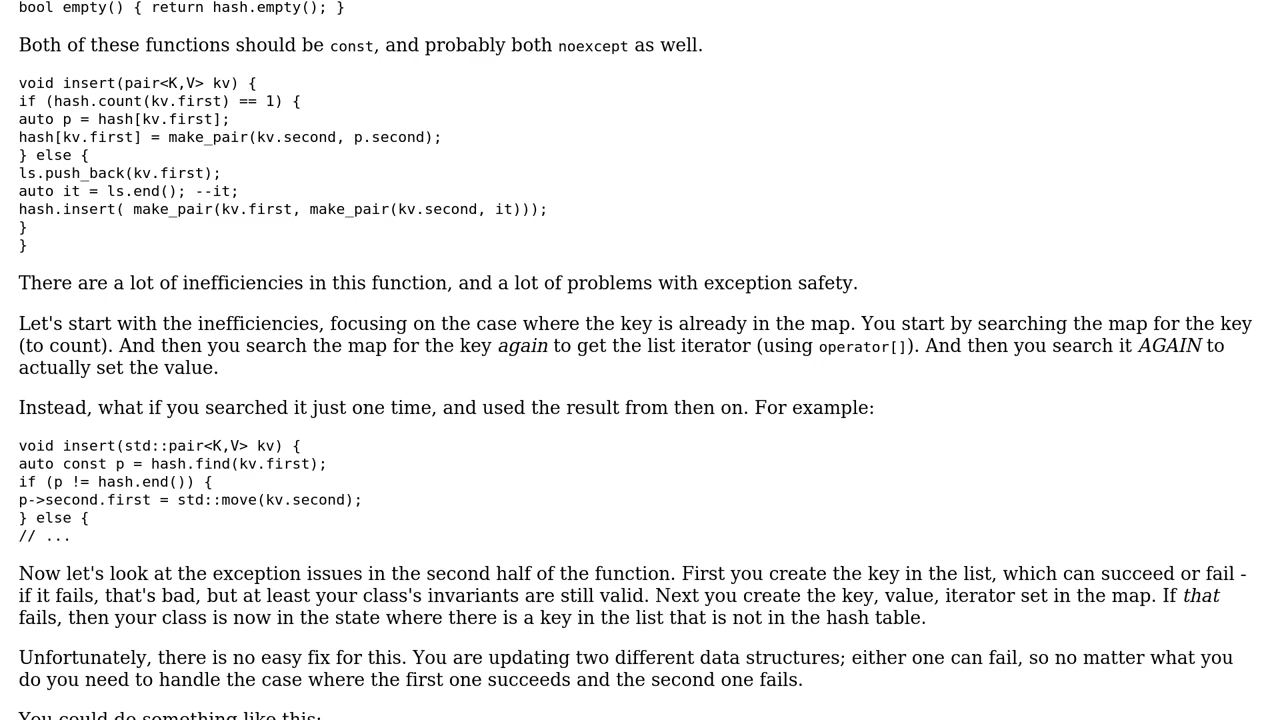 bool empty() { return hash.empty(); }
Both of these functions should be const, and probably both noexcept as well.
void insert(pair<K,V> kv) {
if (hash.count(kv.first) == 1) {
auto p = hash[kv.first];
hash[kv.first] = make_pair(kv.second, p.second);
} else {
ls.push_back(kv.first);
auto it = ls.end(); --it;
hash.insert( make_pair(kv.first, make_pair(kv.second, it)));
}
}
There are a lot of inefficiencies in this function, and a lot of problems with exception safety.
Let's start with the inefficiencies, focusing on the case where the key is already in the map. You start by searching the map for the key
(to count). And then you search the map for the key again to get the list iterator (using operator[]). And then you search it AGAIN to
actually set the value.
Instead, what if you searched it just one time, and used the result from then on. For example:
void insert(std::pair<K,V> kv) {
auto const p = hash.find(kv.first);
if (p != hash.end()) {
p->second.first = std::move(kv.second);
} else {
// ...
Now let's look at the exception issues in the second half of the function. First you create the key in the list, which can succeed or fail -
if it fails, that's bad, but at least your class's invariants are still valid. Next you create the key, value, iterator set in the map. If that
fails, then your class is now in the state where there is a key in the list that is not in the hash table.
Unfortunately, there is no easy fix for this. You are updating two different data structures; either one can fail, so no matter what you
do you need to handle the case where the first one succeeds and the second one fails.
You could do something like this: